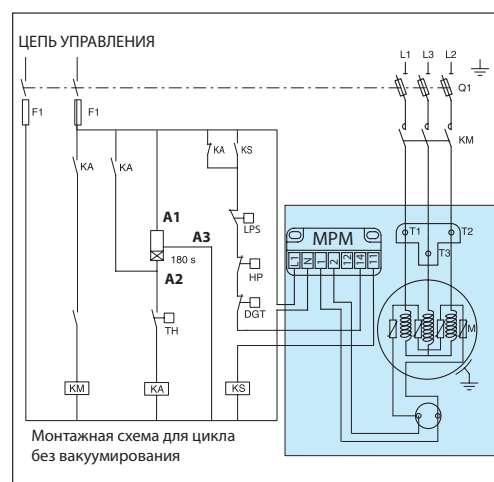 ЦЕПЬ УПРАВЛЕНИЯ
L1 L3 L2
Q1
F1 F1
KM
KA KA KA KS
A1
A3
LPS
180 s
A2
HP
TH
DGT
MPM
L1 N 1 2 12 14 11
T1 T2
T3
M
KM KA KS
Монтажная схема для цикла
без вакуумирования